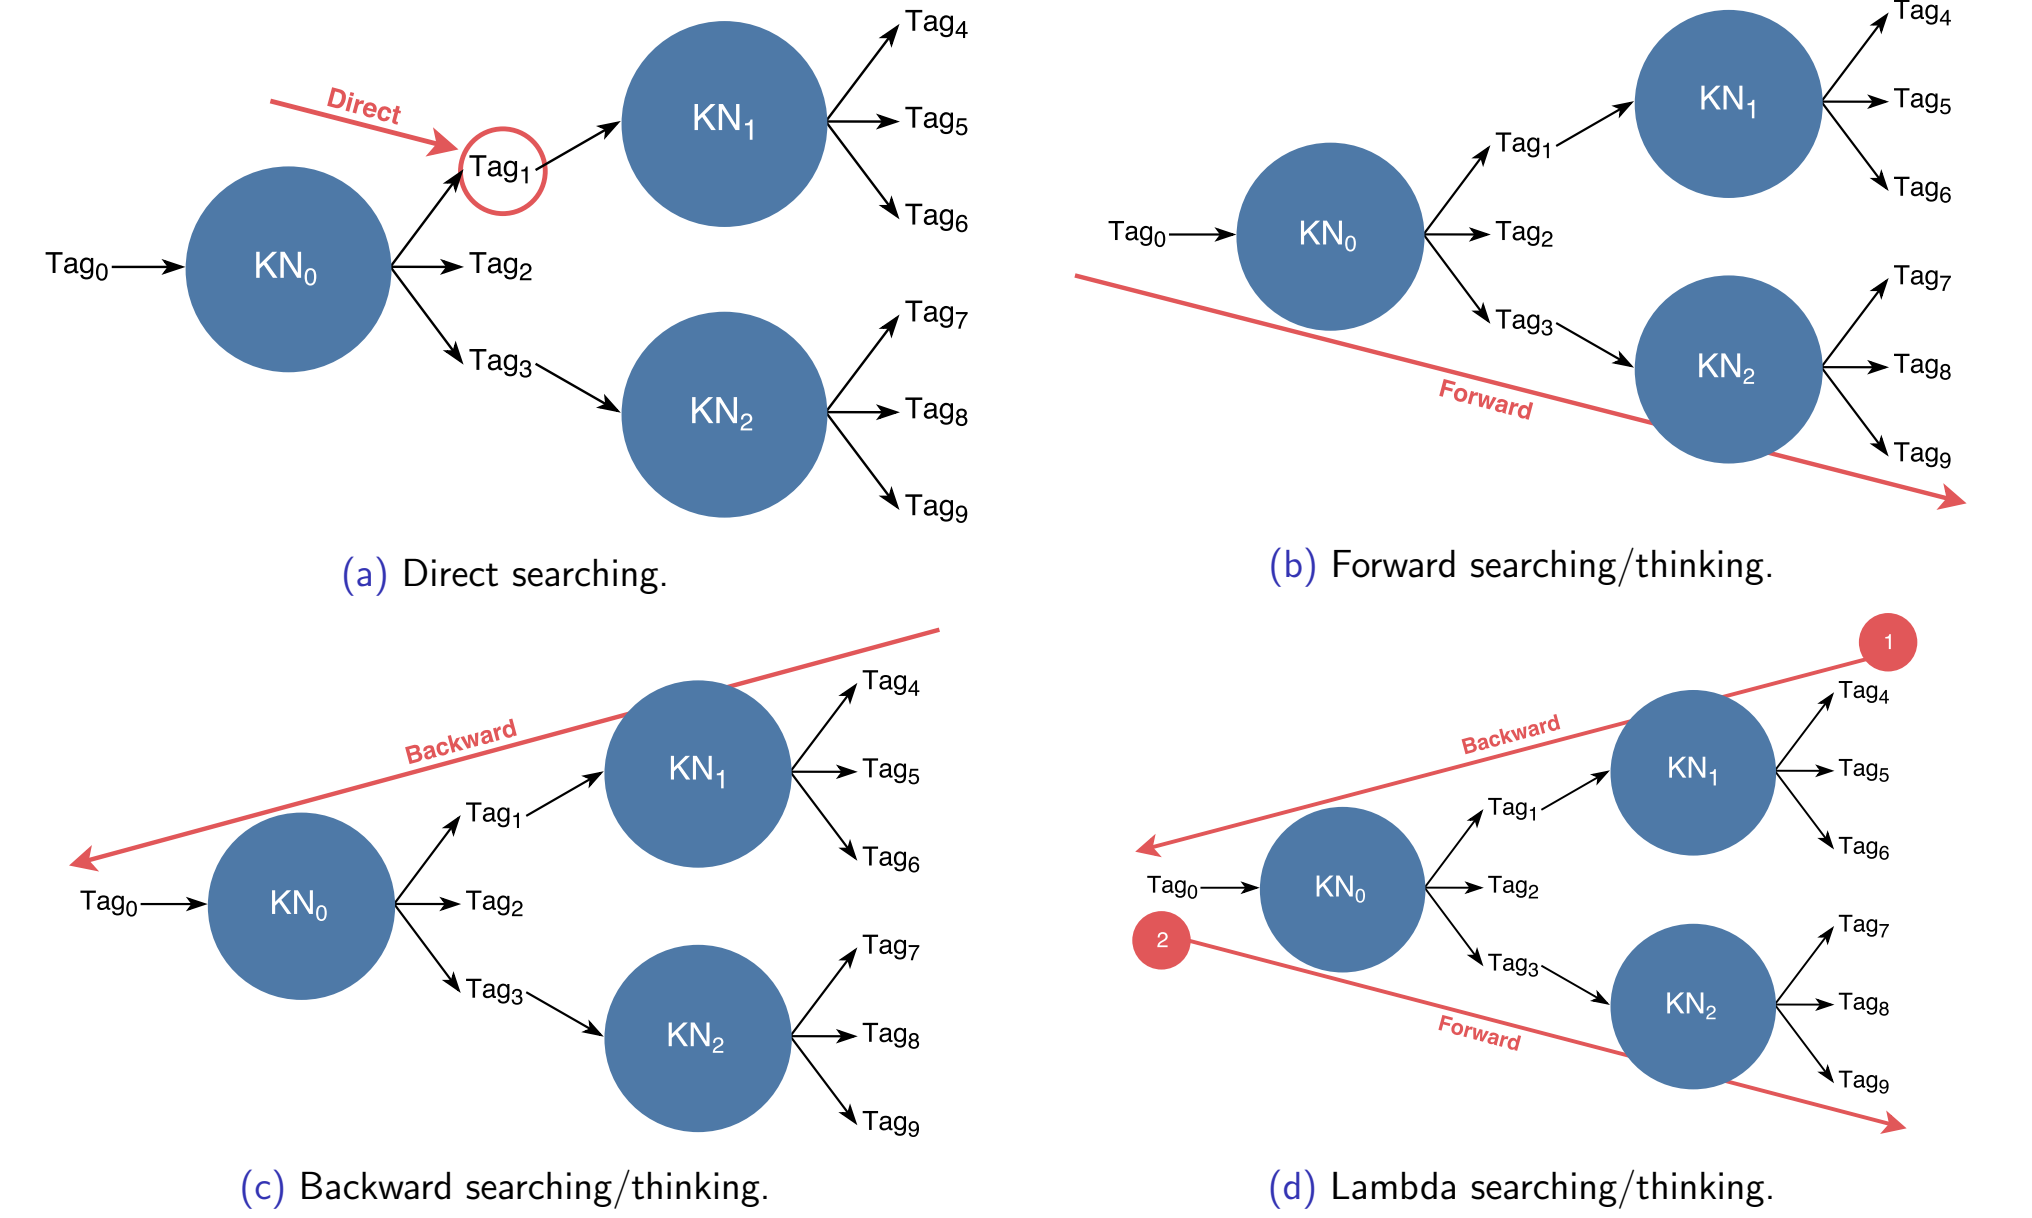 Direct
Tag0
KN0
Tag1
Tag2
Tag3
KN1
KN2
Tag4
Tag5
Tag6
Tag7
Tag8
Tag9
(a) Direct searching.
Tag0
KN0
Tag1
Tag2
Tag3
KN1
KN2
Tag4
Tag5
Tag6
Tag7
Tag8
Tag9
Forward
(b) Forward searching/thinking.
Backward
Tag0
KN0
Tag1
Tag2
Tag3
KN1
KN2
Tag4
Tag5
Tag6
Tag7
Tag8
Tag9
(c) Backward searching/thinking.
1
Backward
Tag0
KN0
Tag1
Tag2
Tag3
KN1
KN2
Tag4
Tag5
Tag6
Tag7
Tag8
Tag9
2
Forward
(d) Lambda searching/thinking.